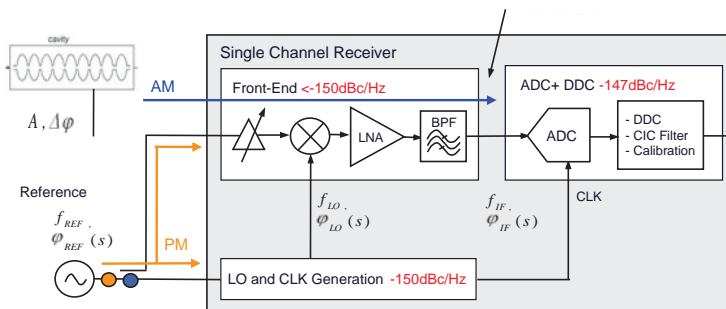 cavity
Single Channel Receiver
AM
Front-End <-150dBc/Hz
ADC+ DDC -147dBc/Hz
A, Δφ
LNA
BPF
ADC
- DDC
- CIC Filter
- Calibration
Reference
f_REF ,
φ_REF (s)
PM
f_LO ,
φ_LO (s)
f_IF ,
φ_IF (s)
CLK
LO and CLK Generation -150dBc/Hz